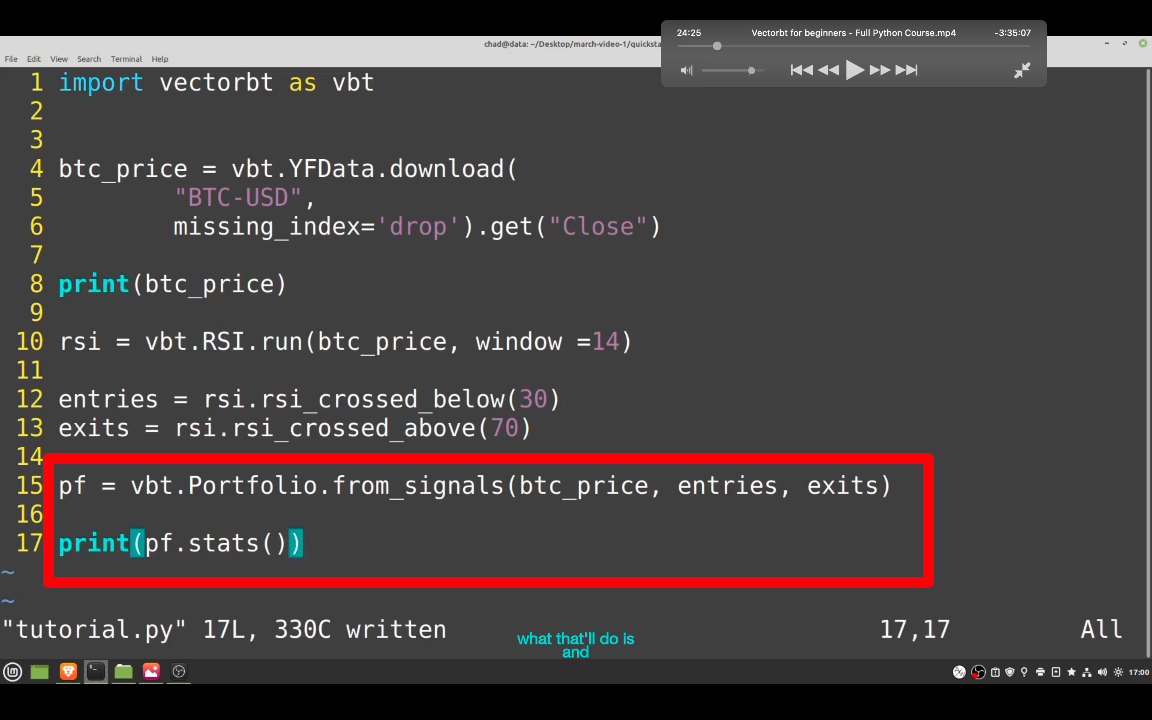 24:25
Vectorbt for beginners - Full Python Course.mp4
-3:35:07
chad@data: ~/Desktop/march-video-1/quicksta
File Edit View Search Terminal Help
1 import vectorbt as vbt
2
3
4 btc_price = vbt.YFData.download(
5 "BTC-USD",
6 missing_index='drop').get("Close")
7
8 print(btc_price)
9
10 rsi = vbt.RSI.run(btc_price, window =14)
11
12 entries = rsi.rsi_crossed_below(30)
13 exits = rsi.rsi_crossed_above(70)
14
15 pf = vbt.Portfolio.from_signals(btc_price, entries, exits)
16
17 print(pf.stats())
~
~
"tutorial.py" 17L, 330C written 17,17 All
what that'll do is
and
17:00